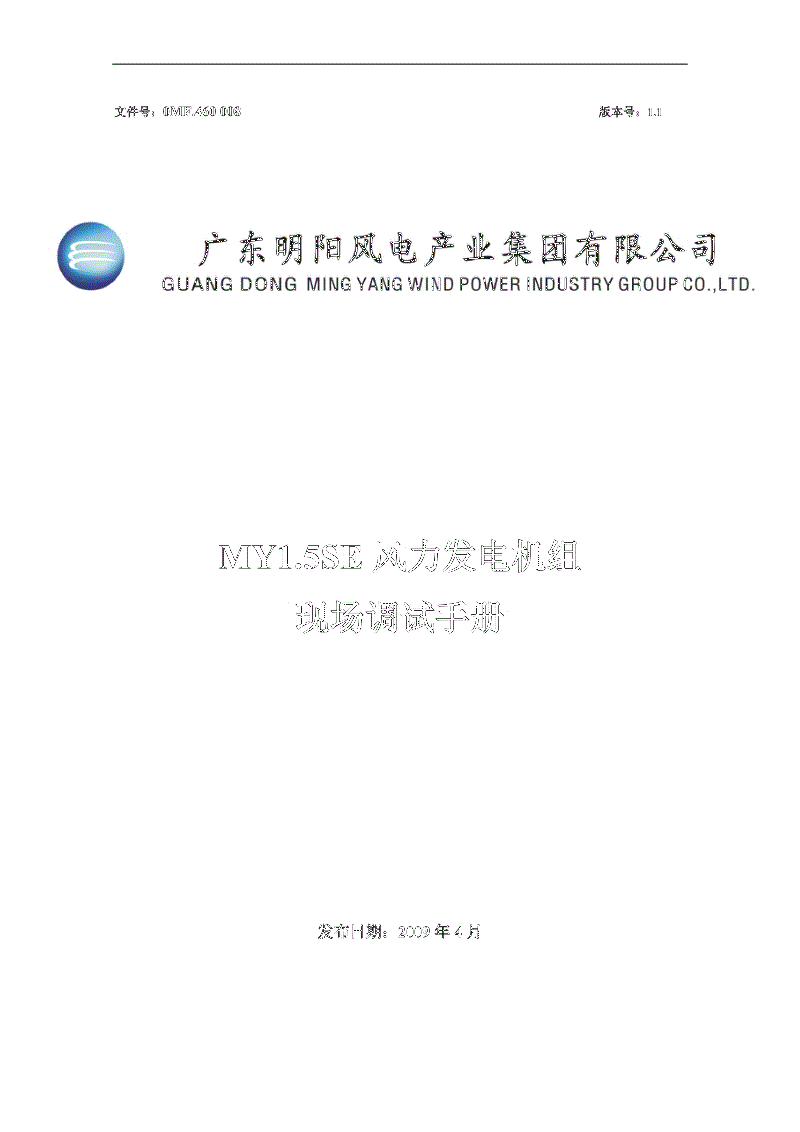 文件号：0MF.460 008
版本号：1.1
广东明阳风电产业集团有限公司
GUANG DONG MING YANG WIND POWER INDUSTRY GROUP CO.,LTD.
MY1.5SE 风力发电机组
现场调试手册
发布日期：2009 年 4 月